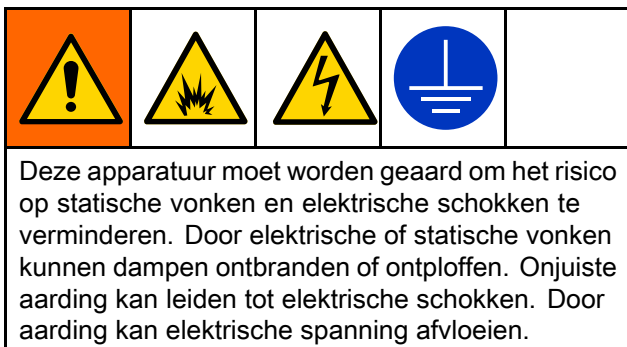 Deze apparatuur moet worden geaard om het risico
op statische vonken en elektrische schokken te
verminderen. Door elektrische of statische vonken
kunnen dampen ontbranden of ontploffen. Onjuiste
aarding kan leiden tot elektrische schokken. Door
aarding kan elektrische spanning afvloeien.